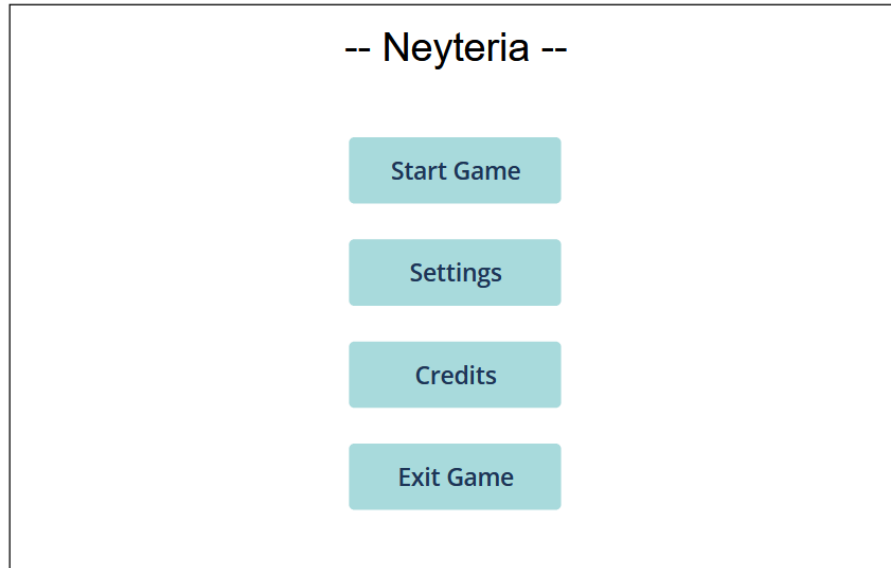 -- Neyteria --
Start Game
Settings
Credits
Exit Game